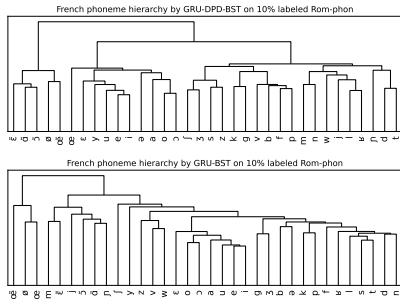 French phoneme hierarchy by GRU-DPD-BST on 10% labeled Rom-phon
ɛ̃ ɑ̃ ɔ̃ ø œ̃ œ ɛ y u e i ə a o ɔ ʃ ʒ s z k g v b f p m n w j l ʁ ɲ d t
French phoneme hierarchy by GRU-BST on 10% labeled Rom-phon
œ̃ ø œ m ɛ̃ j ɔ̃ ɑ̃ ɲ ʃ y z v w ɛ o ɔ a u e i g ʒ b ə k p f ʁ l s t d n